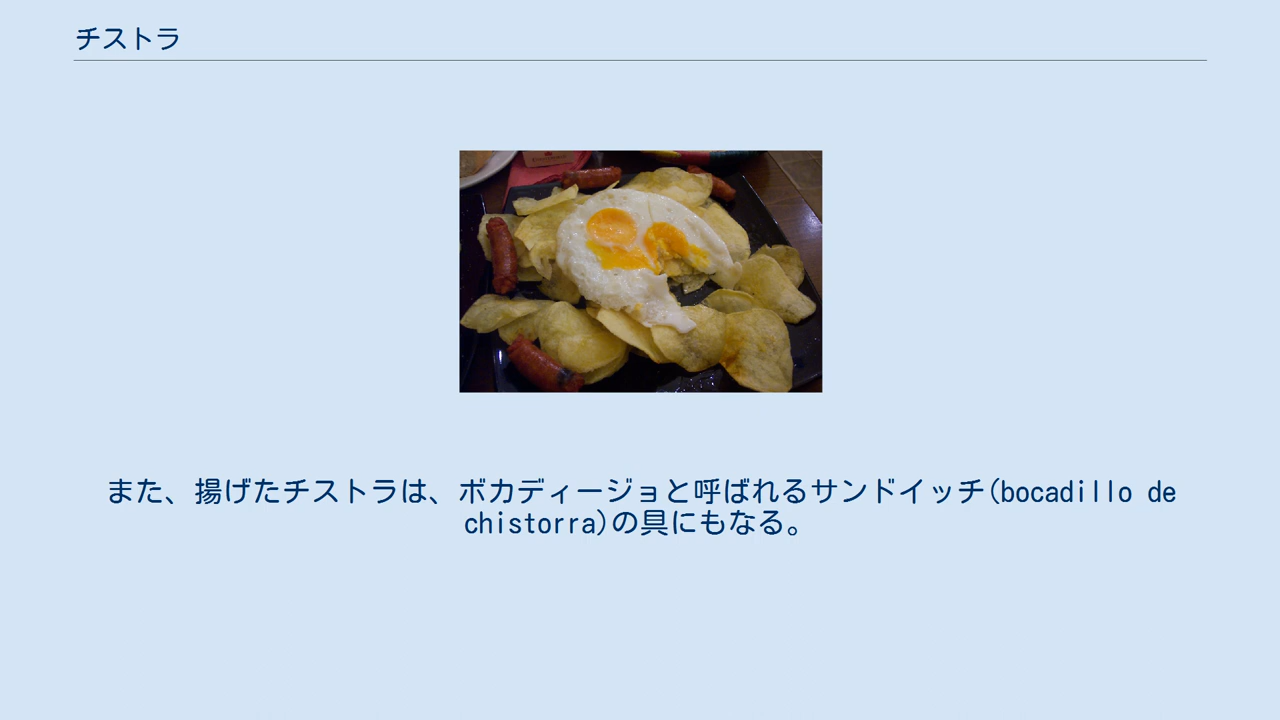 チストラ
また、揚げたチストラは、ボカディージョと呼ばれるサンドイッチ(bocadillo de
chistorra)の具にもなる。